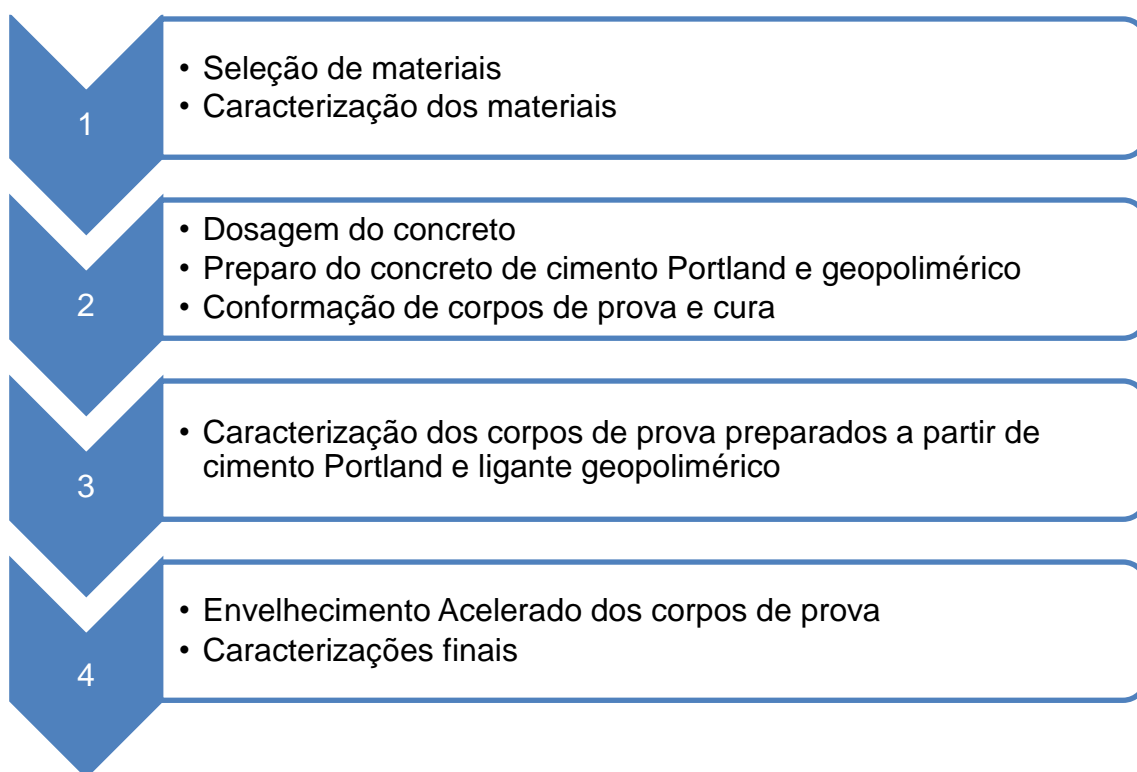 1
• Seleção de materiais
• Caracterização dos materiais
2
• Dosagem do concreto
• Preparo do concreto de cimento Portland e geopolimérico
• Conformação de corpos de prova e cura
3
• Caracterização dos corpos de prova preparados a partir de
cimento Portland e ligante geopolimérico
4
• Envelhecimento Acelerado dos corpos de prova
• Caracterizações finais